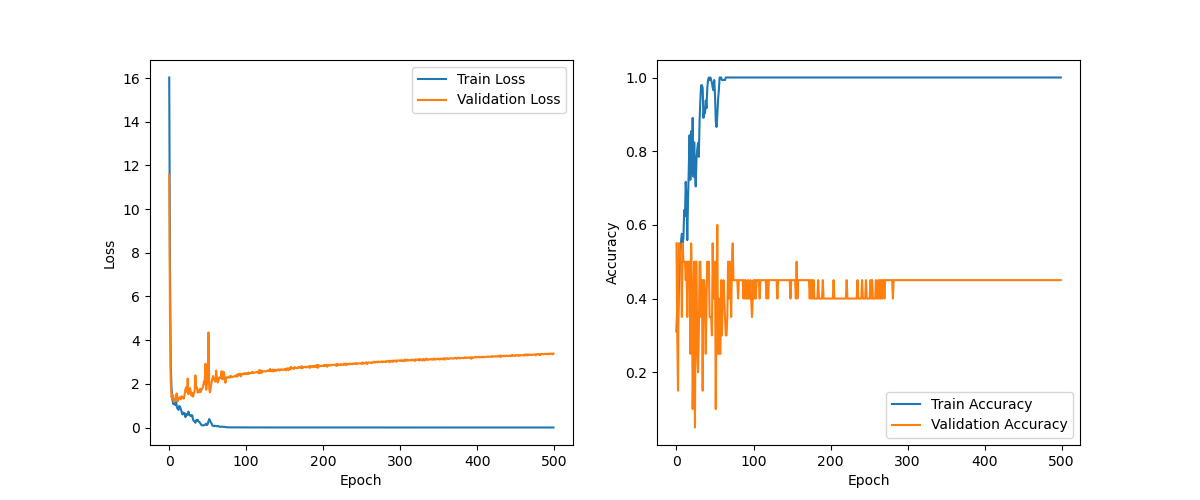 16
14
12
10
8
6
4
2
0
Loss
Train Loss
Validation Loss
0 100 200 300 400 500
Epoch
1.0
0.8
0.6
0.4
0.2
Accuracy
Train Accuracy
Validation Accuracy
0 100 200 300 400 500
Epoch